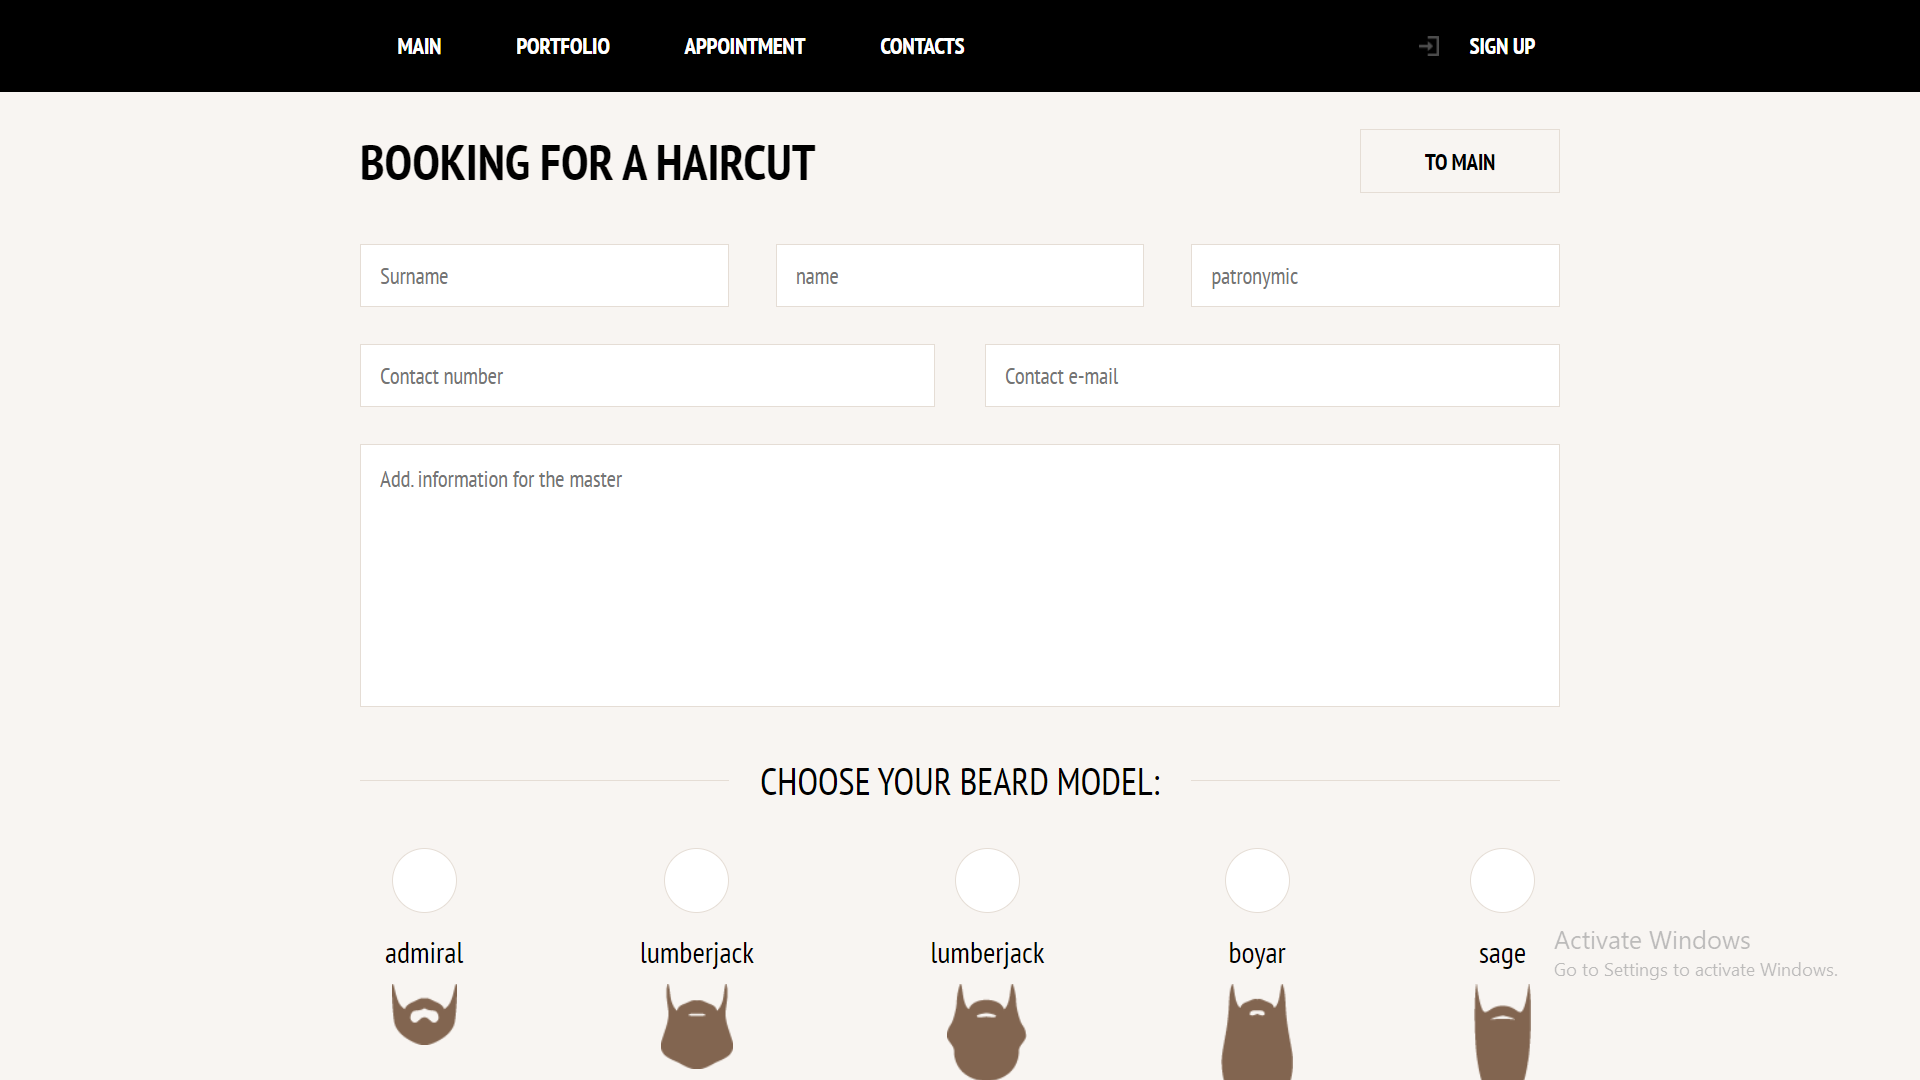 MAIN PORTFOLIO APPOINTMENT CONTACTS SIGN UP
BOOKING FOR A HAIRCUT TO MAIN
Surname name patronymic
Contact number Contact e-mail
Add. information for the master
CHOOSE YOUR BEARD MODEL:
admiral lumberjack lumberjack boyar sage
Activate Windows
Go to Settings to activate Windows.